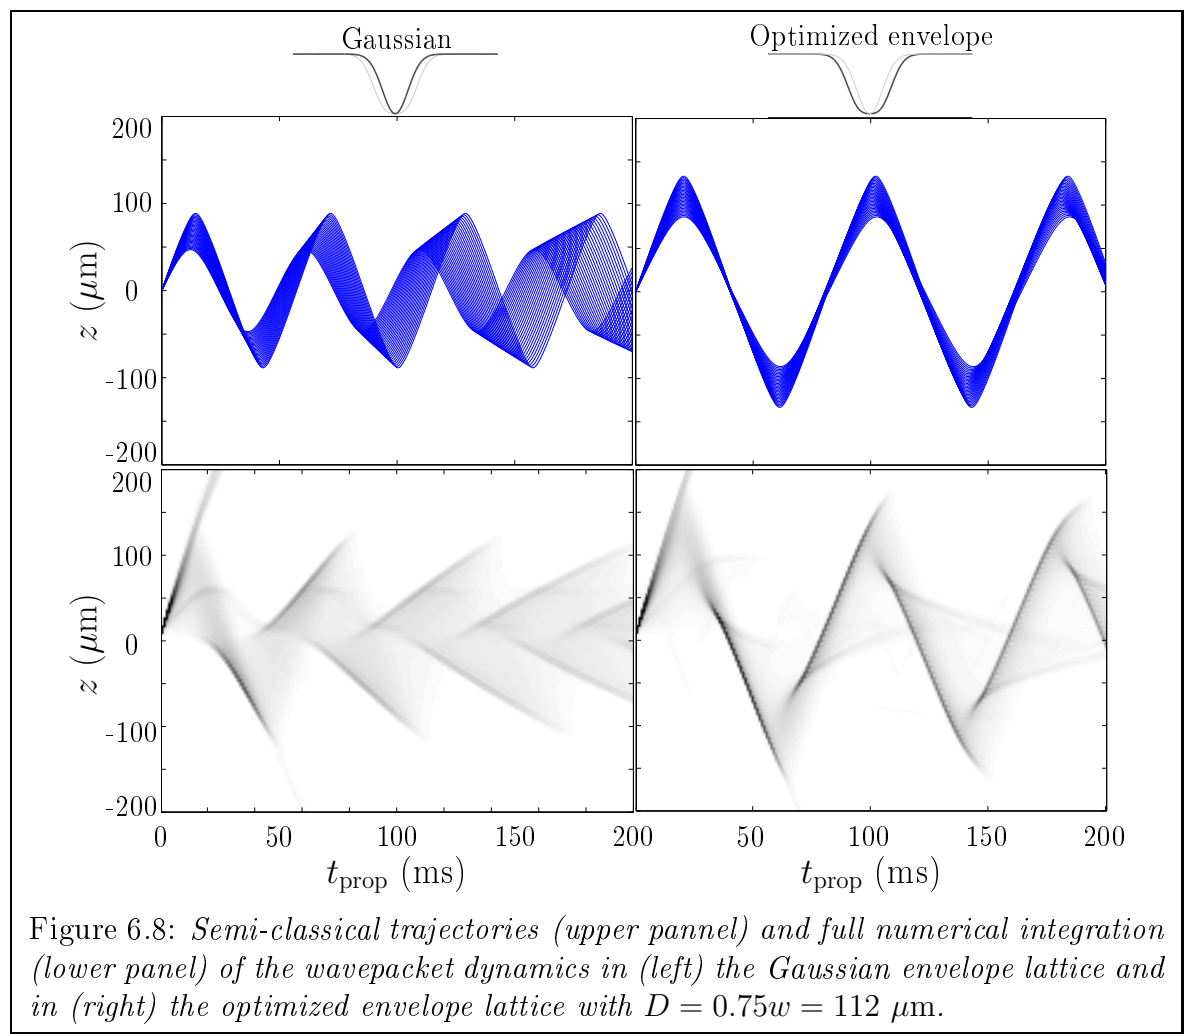 Gaussian
Optimized envelope
200
100
0
-100
-200
z (μm)
200
100
0
-100
-200
z (μm)
0 50 100 150 200
0 50 100 150 200
t_prop (ms)
t_prop (ms)
Figure 6.8: Semi-classical trajectories (upper pannel) and full numerical integration
(lower panel) of the wavepacket dynamics in (left) the Gaussian envelope lattice and
in (right) the optimized envelope lattice with D = 0.75w = 112 μm.